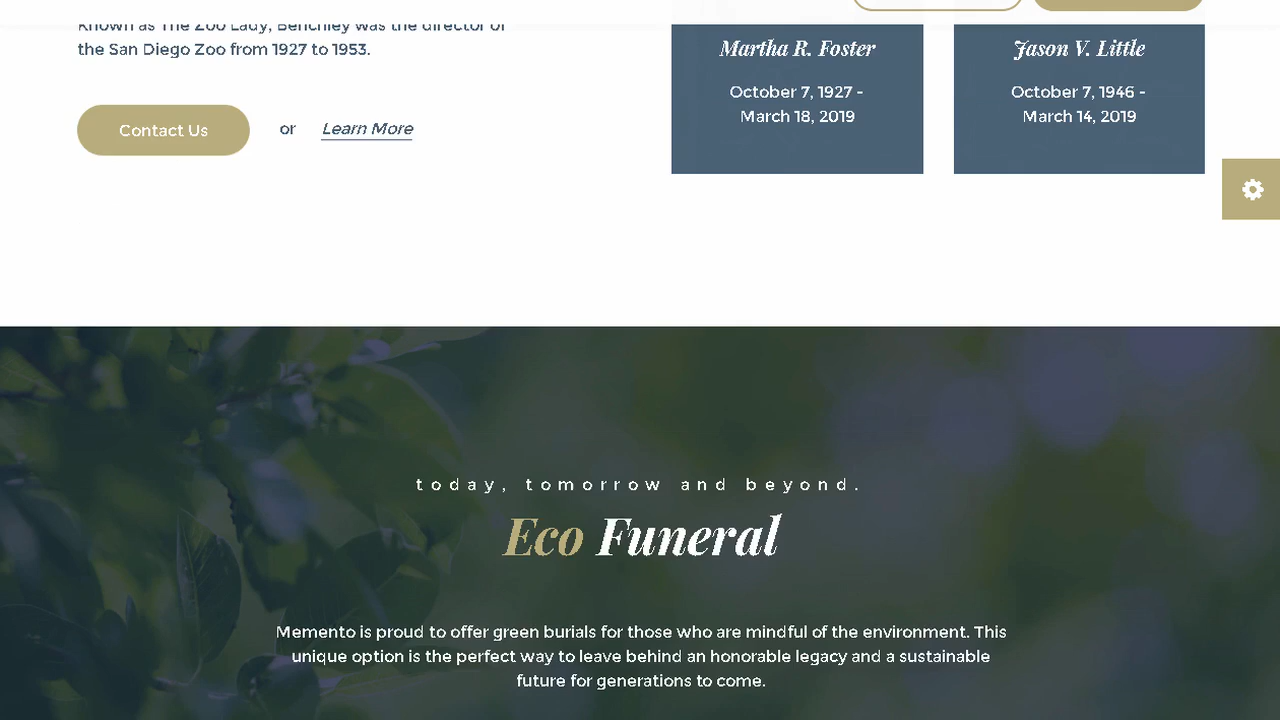 Known as The Zoo Lady, Benchley was the director of
the San Diego Zoo from 1927 to 1953.
Contact Us
or
Learn More
Martha R. Foster
October 7, 1927 -
March 18, 2019
Jason V. Little
October 7, 1946 -
March 14, 2019
today, tomorrow and beyond.
Eco Funeral
Memento is proud to offer green burials for those who are mindful of the environment. This
unique option is the perfect way to leave behind an honorable legacy and a sustainable
future for generations to come.